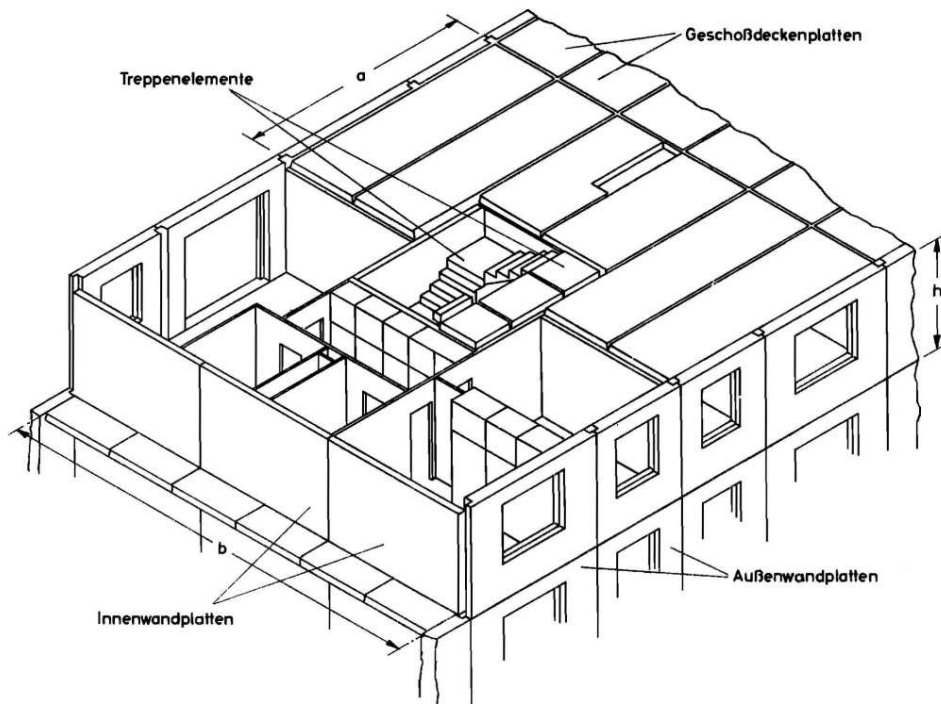 Geschoßdeckenplatten
Treppenelemente
a
h
b
Außenwandplatten
Innenwandplatten